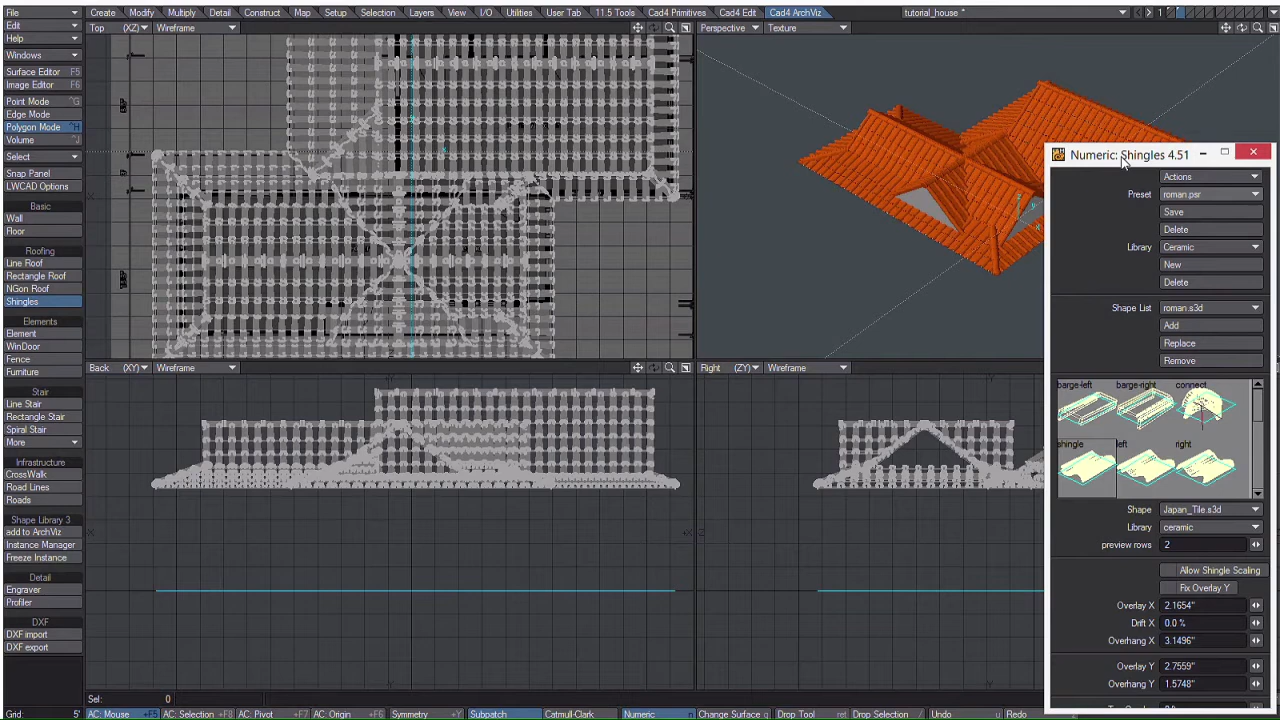 File Create Modify Multiply Detail Construct Map Setup Selection Layers View I/O Utilities User Tab 11.5 Tools Cad4 Primitives Cad4 Edit Cad4 ArchViz tutorial_house * 1
Edit
Help
Windows
Surface Editor F5
Image Editor F6
Point Mode ^G
Edge Mode
Polygon Mode ^H
Volume ^J
Select
Snap Panel
LWCAD Options
Basic
Wall
Floor
Roofing
Line Roof
Rectangle Roof
NGon Roof
Shingles
Elements
Element
WinDoor
Fence
Furniture
Stair
Line Stair
Rectangle Stair
Spiral Stair
More
Infrastructure
CrossWalk
Road Lines
Roads
Shape Library 3
add to ArchViz
Instance Manager
Freeze Instance
Detail
Engraver
Profiler
DXF
DXF import
DXF export
Grid: 5'
Top (XZ) Wireframe
Perspective Texture
Back (XY) Wireframe
Right (ZY) Wireframe
Numeric: Shingles 4.51
Actions
Preset roman.psr
Save
Delete
Library Ceramic
New
Delete
Shape List roman.s3d
Add
Replace
Remove
barge-left barge-right connect
shingle left right
Shape Japan_Tile.s3d
Library ceramic
preview rows 2
Allow Shingle Scaling
Fix Overlay Y
Overlay X 2.1654"
Drift X 0.0 %
Overhang X 3.1496"
Overlay Y 2.7559"
Overhang Y 1.5748"
Sel: 0
AC: Mouse +F5 AC: Selection +F8 AC: Pivot +F7 AC: Origin +F6 Symmetry +Y Subpatch Catmull-Clark Numeric n Change Surface q Drop Tool Drop Selection / Undo u Redo